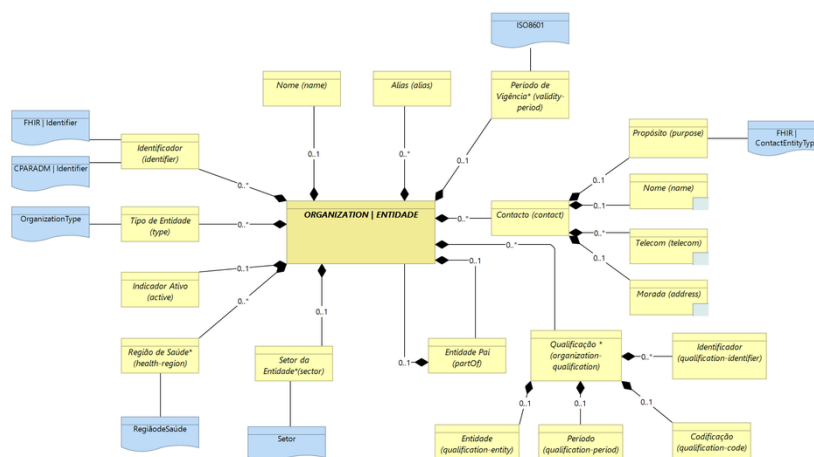 ISO8601
Nome (name)
Alias (alias)
Periodo de
Vigência* (validity-
period)
0..1
0..*
0..1
FHIR | Identifier
Identificador
(identifier)
CPARADM | Identifier
0..*
Propósito (purpose)
FHIR |
ContactEntityType
0..1
Nome (name)
0..1
OrganizationType
Tipo de Entidade
(type)
0..*
ORGANIZATION | ENTIDADE
0..*
Contacto (contact)
0..*
Telecom (telecom)
0..1
Morada (address)
0..*
Indicador Ativo
(active)
0..1
0..*
0..1
0..1
Região de Saúde*
(health-region)
Setor da
Entidade*(sector)
Entidade Pai
(partOf)
0..1
Qualificação *
(organization-
qualification)
0..*
Identificador
(qualification-identifier)
0..1
0..1
0..1
RegiãodeSaúde
Setor
Entidade
(qualification-entity)
Periodo
(qualification-period)
Codificação
(qualification-code)